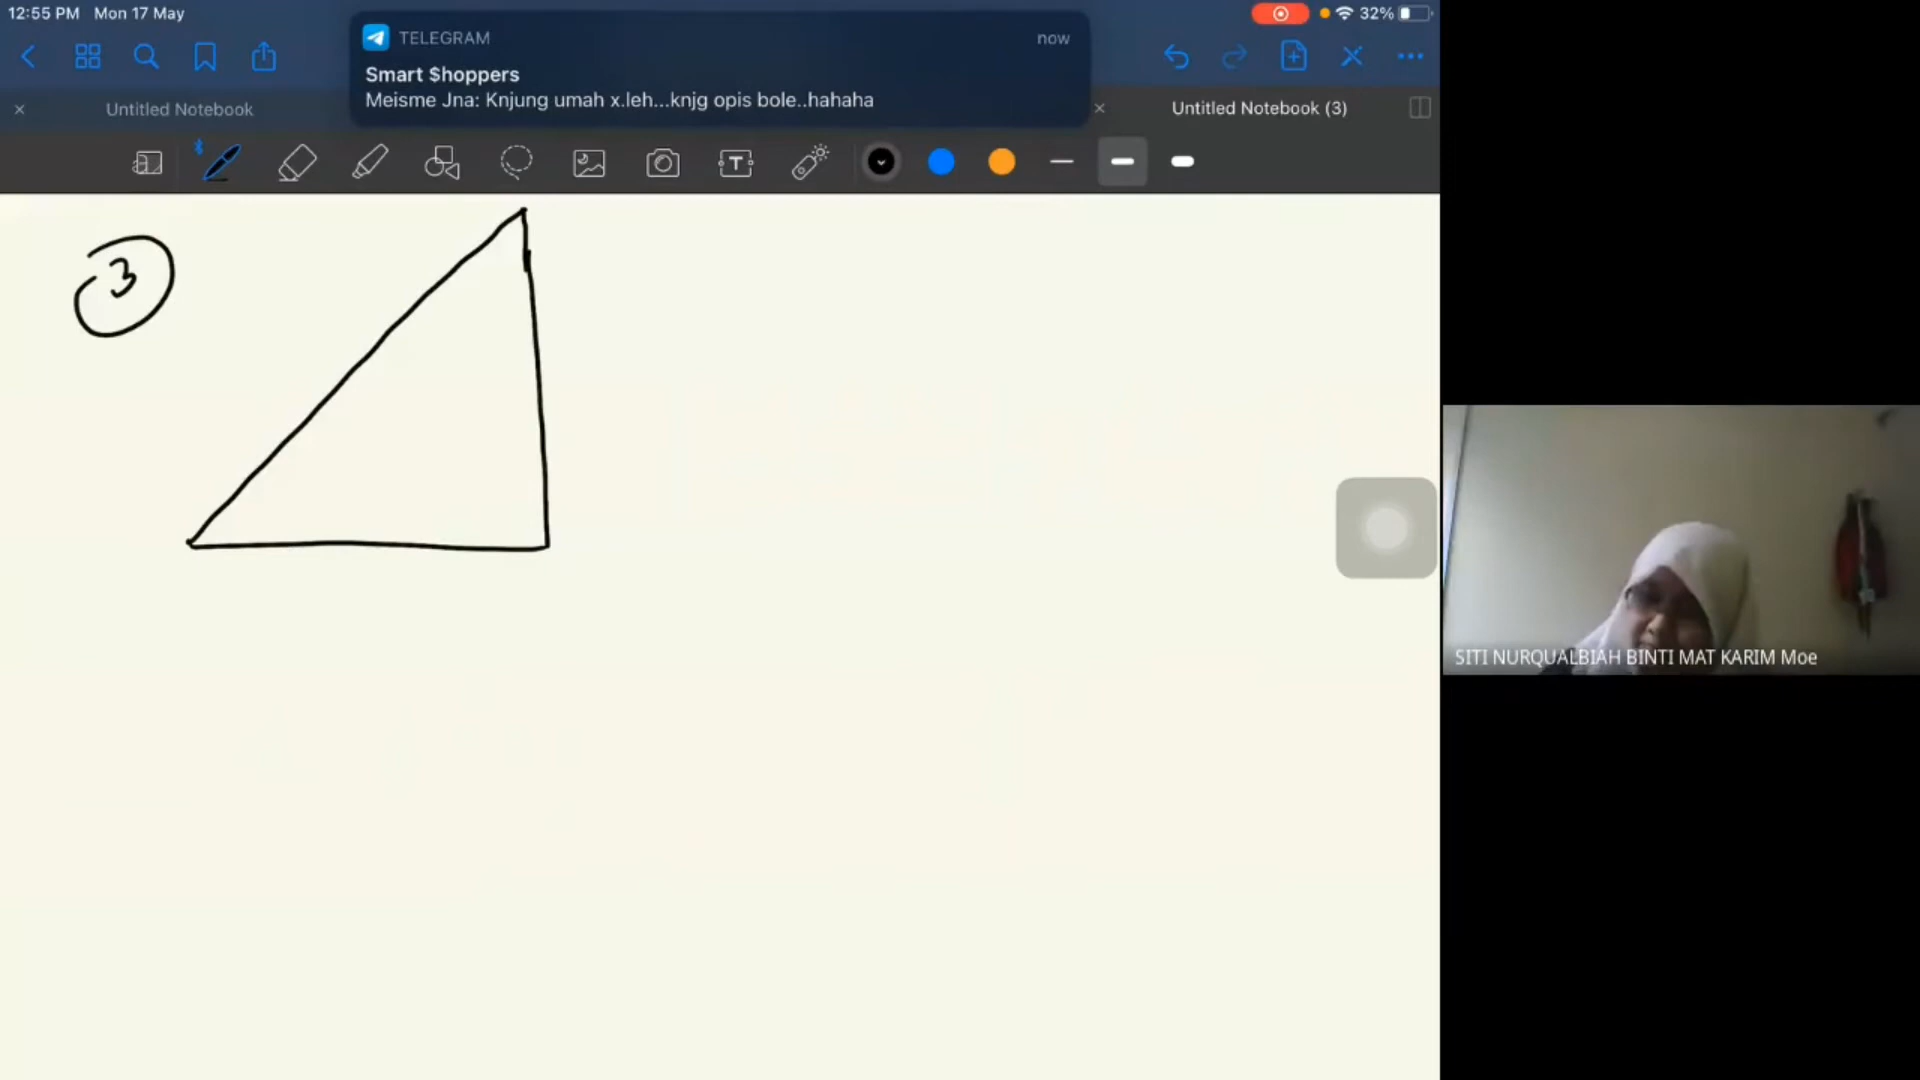 12:55 PM Mon 17 May
32%
TELEGRAM
now
Smart $hoppers
Meisme Jna: Knjung umah x.leh...knjg opis bole..hahaha
Untitled Notebook
Untitled Notebook (3)
T
3
SITI NURQUALBIAH BINTI MAT KARIM Moe